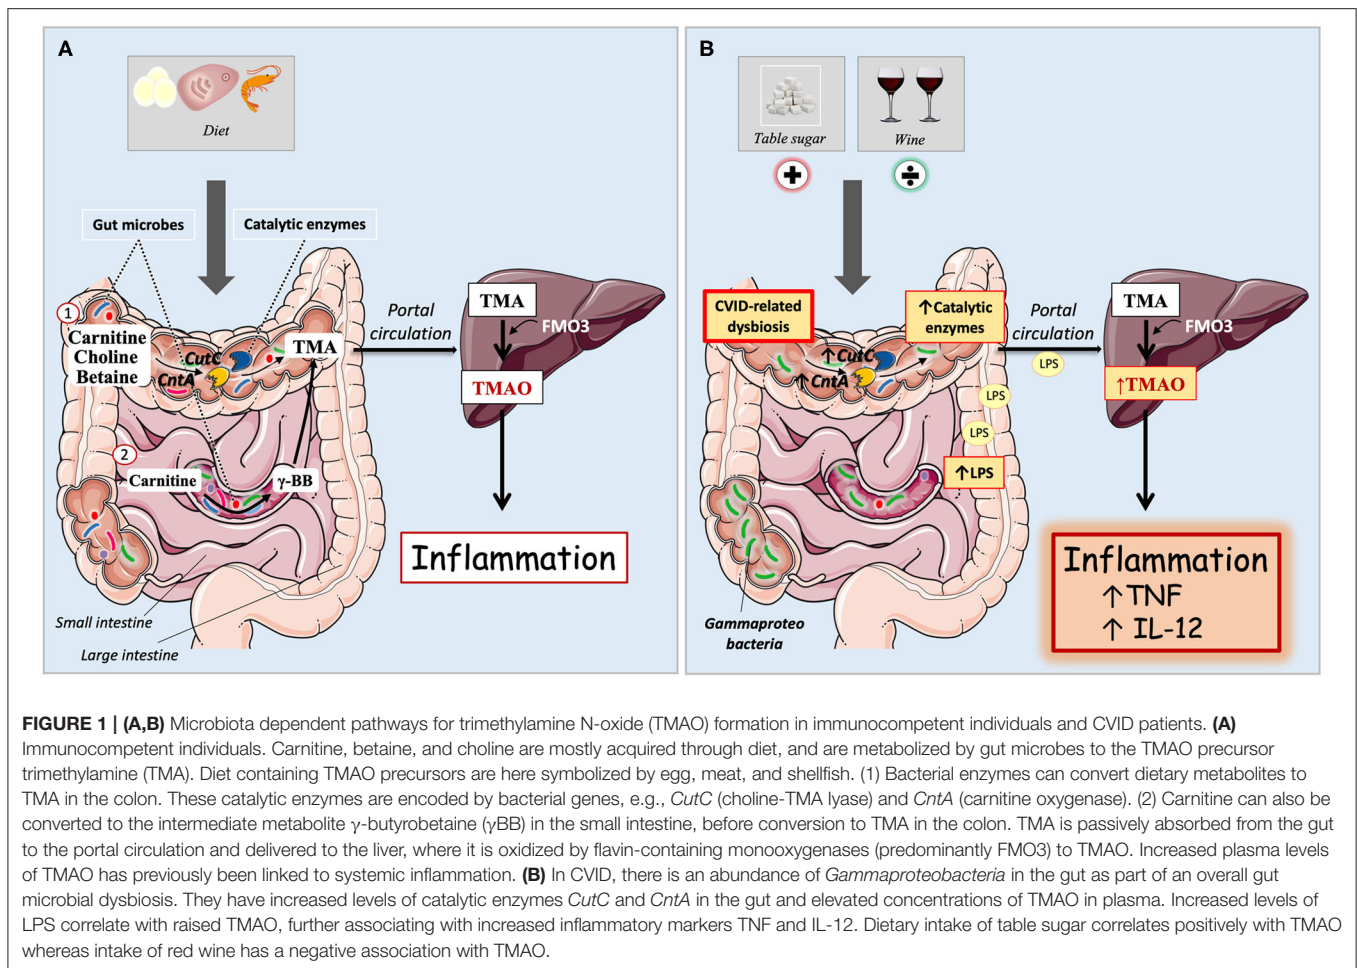 A
Diet
Gut microbes
Catalytic enzymes
1
Carnitine
Choline
Betaine
CutC
CntA
TMA
Portal
circulation
TMA
FMO3
TMAO
2
Carnitine
γ-BB
Inflammation
Small intestine
Large intestine
B
Table sugar
Wine
CVID-related
dysbiosis
↑Catalytic
enzymes
↑CutC
↑CntA
Portal
circulation
LPS
LPS
LPS
↑LPS
TMA
FMO3
↑TMAO
Gammaproteo
bacteria
Inflammation
↑TNF
↑ IL-12
FIGURE 1 | (A,B) Microbiota dependent pathways for trimethylamine N-oxide (TMAO) formation in immunocompetent individuals and CVID patients. (A)
Immunocompetent individuals. Carnitine, betaine, and choline are mostly acquired through diet, and are metabolized by gut microbes to the TMAO precursor
trimethylamine (TMA). Diet containing TMAO precursors are here symbolized by egg, meat, and shellfish. (1) Bacterial enzymes can convert dietary metabolites to
TMA in the colon. These catalytic enzymes are encoded by bacterial genes, e.g., CutC (choline-TMA lyase) and CntA (carnitine oxygenase). (2) Carnitine can also be
converted to the intermediate metabolite γ-butyrobetaine (γBB) in the small intestine, before conversion to TMA in the colon. TMA is passively absorbed from the gut
to the portal circulation and delivered to the liver, where it is oxidized by flavin-containing monooxygenases (predominantly FMO3) to TMAO. Increased plasma levels
of TMAO has previously been linked to systemic inflammation. (B) In CVID, there is an abundance of Gammaproteobacteria in the gut as part of an overall gut
microbial dysbiosis. They have increased levels of catalytic enzymes CutC and CntA in the gut and elevated concentrations of TMAO in plasma. Increased levels of
LPS correlate with raised TMAO, further associating with increased inflammatory markers TNF and IL-12. Dietary intake of table sugar correlates positively with TMAO
whereas intake of red wine has a negative association with TMAO.